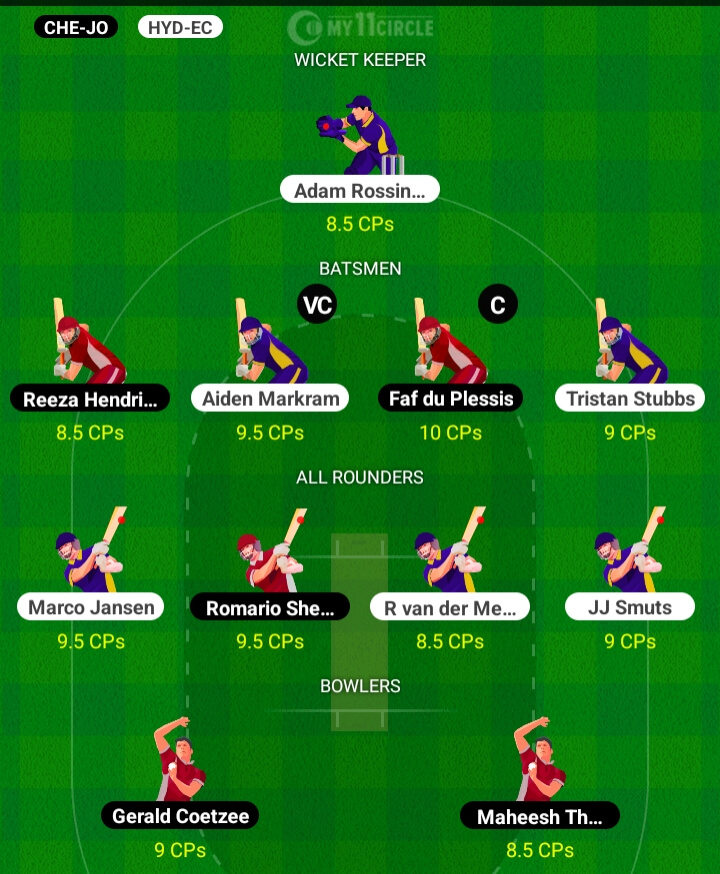 CHE-JO HYD-EC MY11CIRCLE
WICKET KEEPER
Adam Rossin...
8.5 CPs
BATSMEN
VC C
Reeza Hendri... Aiden Markram Faf du Plessis Tristan Stubbs
8.5 CPs 9.5 CPs 10 CPs 9 CPs
ALL ROUNDERS
Marco Jansen Romario She... R van der Me... JJ Smuts
9.5 CPs 9.5 CPs 8.5 CPs 9 CPs
BOWLERS
Gerald Coetzee Maheesh Th...
9 CPs 8.5 CPs